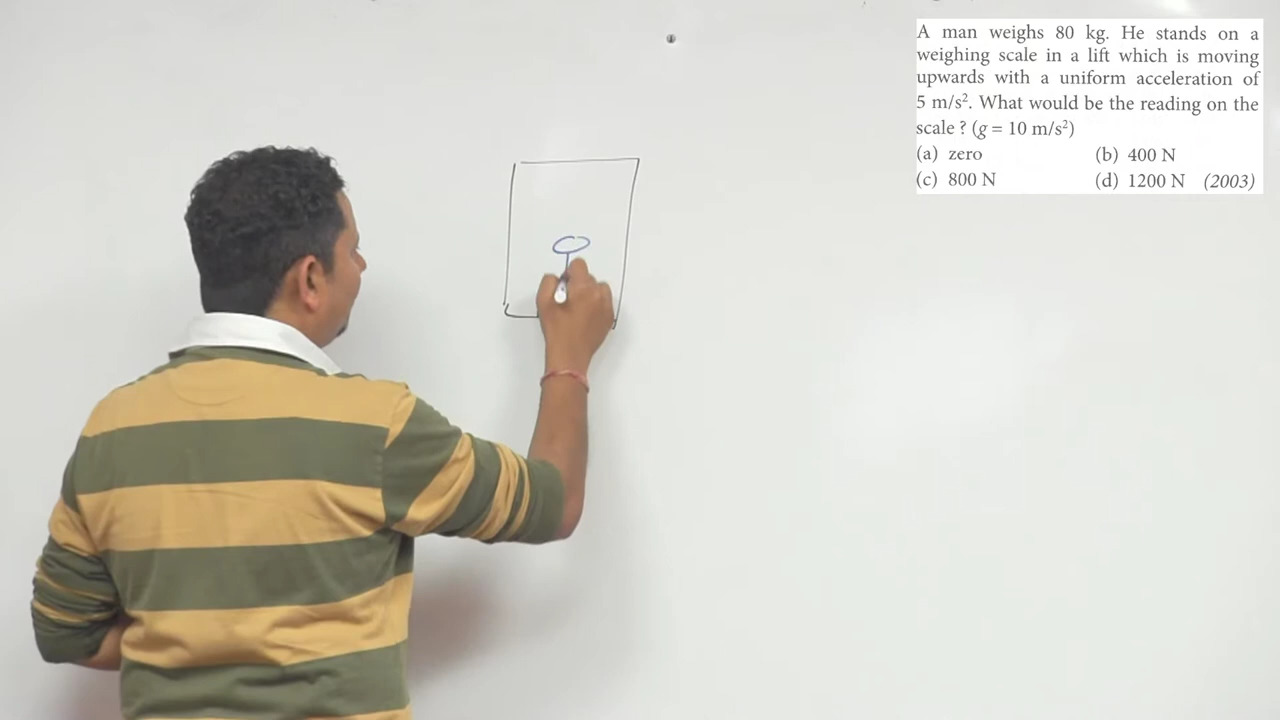 A man weighs 80 kg. He stands on a
weighing scale in a lift which is moving
upwards with a uniform acceleration of
5 m/s². What would be the reading on the
scale ? (g = 10 m/s²)
(a) zero (b) 400 N
(c) 800 N (d) 1200 N (2003)